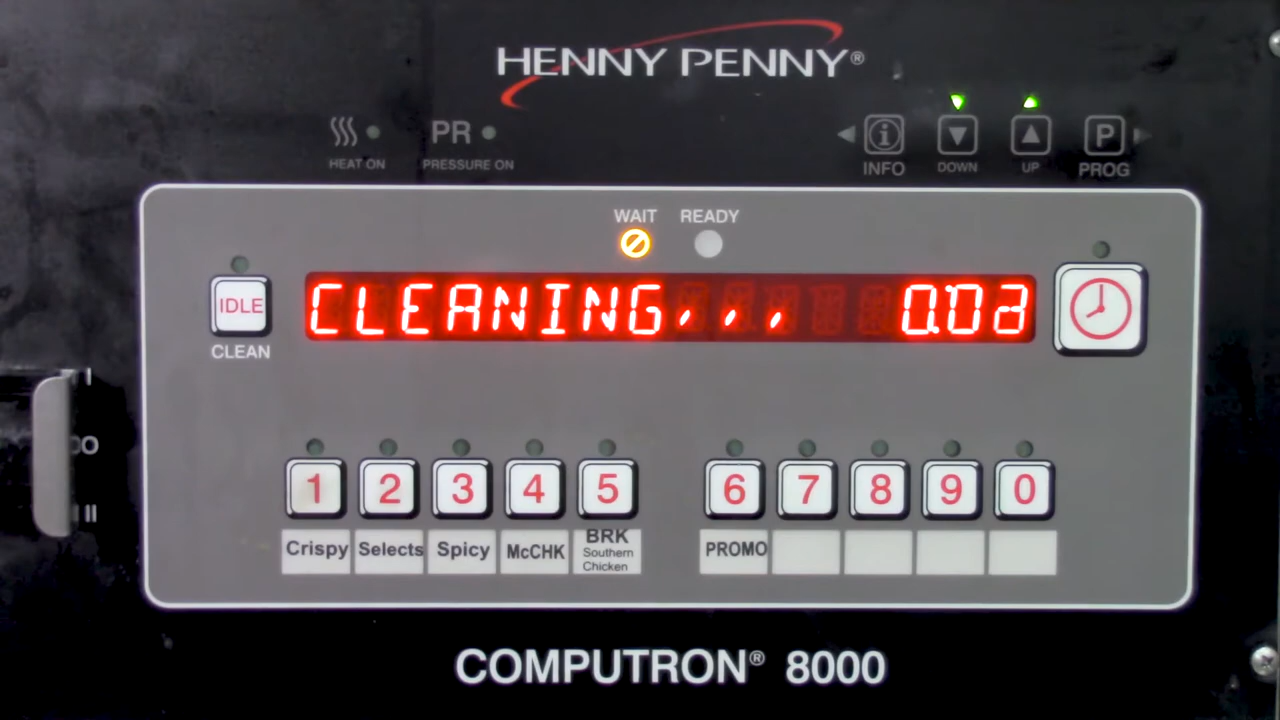 HENNY PENNY®
HEAT ON
PR
PRESSURE ON
INFO
DOWN
UP
P
PROG
WAIT READY
IDLE
CLEAN
CLEANING,,,
I
O
II
1 2 3 4 5 6 7 8 9 0
Crispy Selects Spicy McCHK BRK Southern Chicken PROMO
COMPUTRON® 8000